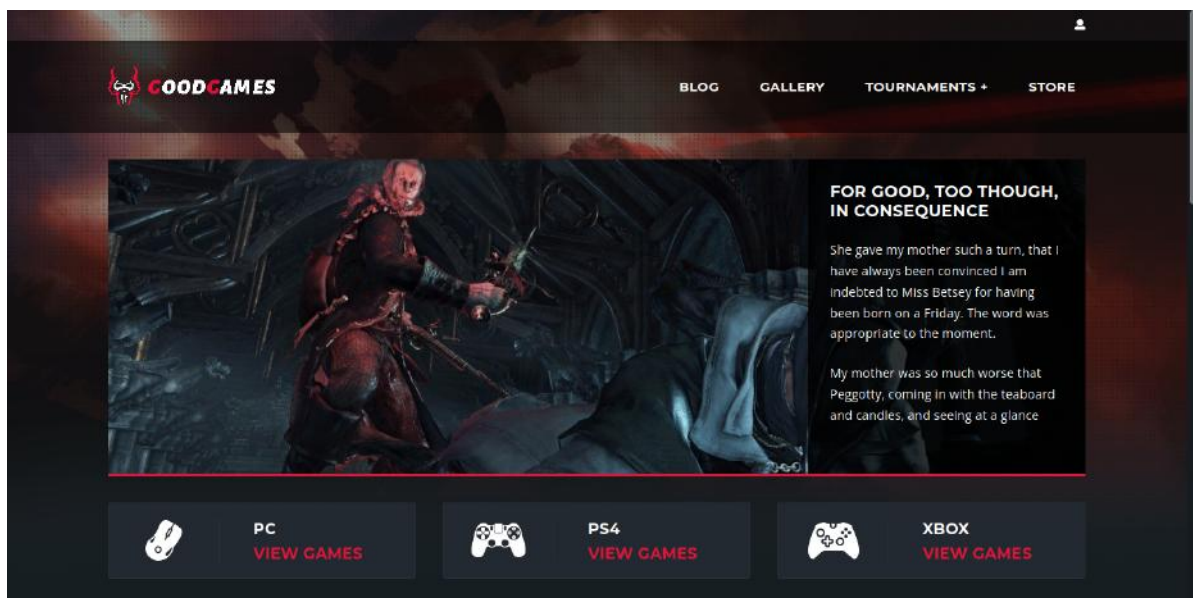 GOODGAMES
BLOG
GALLERY
TOURNAMENTS +
STORE
FOR GOOD, TOO THOUGH,
IN CONSEQUENCE
She gave my mother such a turn, that I
have always been convinced I am
indebted to Miss Betsey for having
been born on a Friday. The word was
appropriate to the moment.
My mother was so much worse that
Peggotty, coming in with the teaboard
and candles, and seeing at a glance
PC
VIEW GAMES
PS4
VIEW GAMES
XBOX
VIEW GAMES